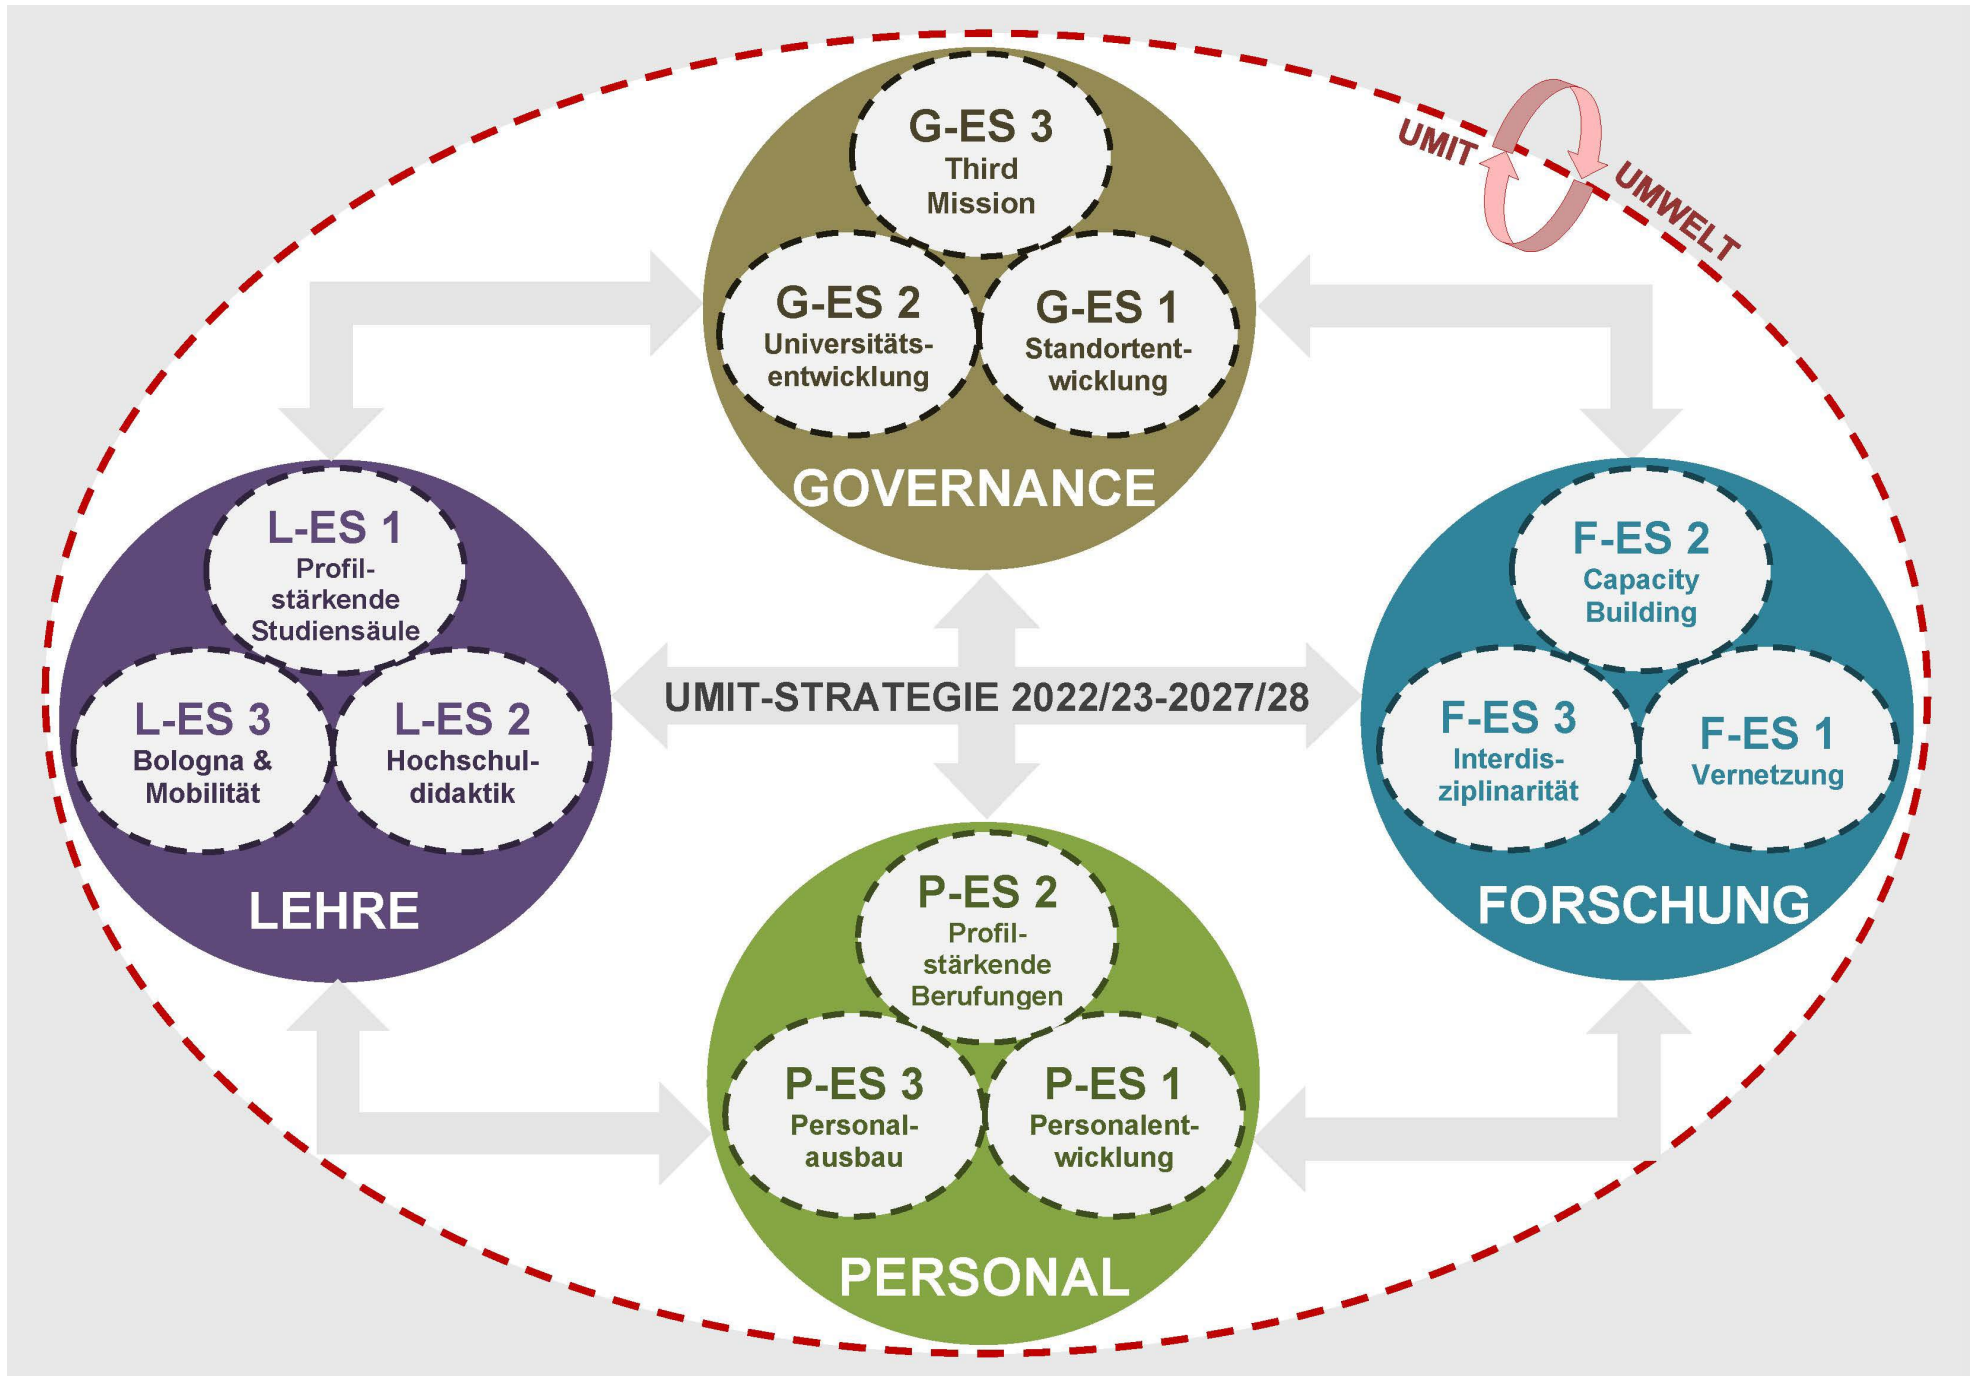 G-ES 3
Third
Mission
G-ES 2
Universitäts-
entwicklung
G-ES 1
Standortent-
wicklung
GOVERNANCE
UMIT
UMWELT
L-ES 1
Profil-
stärkende
Studiensäule
L-ES 3
Bologna &
Mobilität
L-ES 2
Hochschul-
didaktik
LEHRE
UMIT-STRATEGIE 2022/23-2027/28
F-ES 2
Capacity
Building
F-ES 3
Interdis-
ziplinarität
F-ES 1
Vernetzung
FORSCHUNG
P-ES 2
Profil-
stärkende
Berufungen
P-ES 3
Personal-
ausbau
P-ES 1
Personalent-
wicklung
PERSONAL